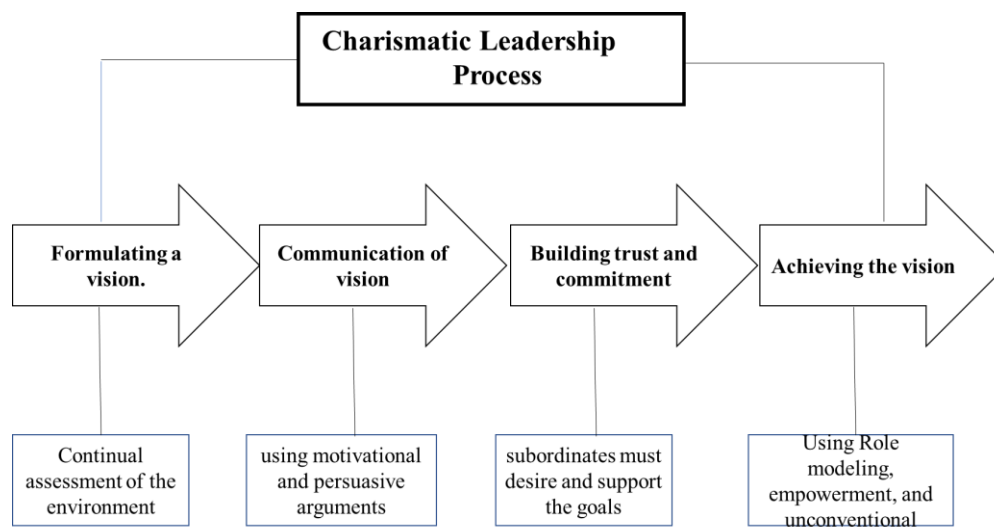 Charismatic Leadership
Process
Formulating a
vision.
Communication of
vision
Building trust and
commitment
Achieving the vision
Continual
assessment of the
environment
using motivational
and persuasive
arguments
subordinates must
desire and support
the goals
Using Role
modeling,
empowerment, and
unconventional